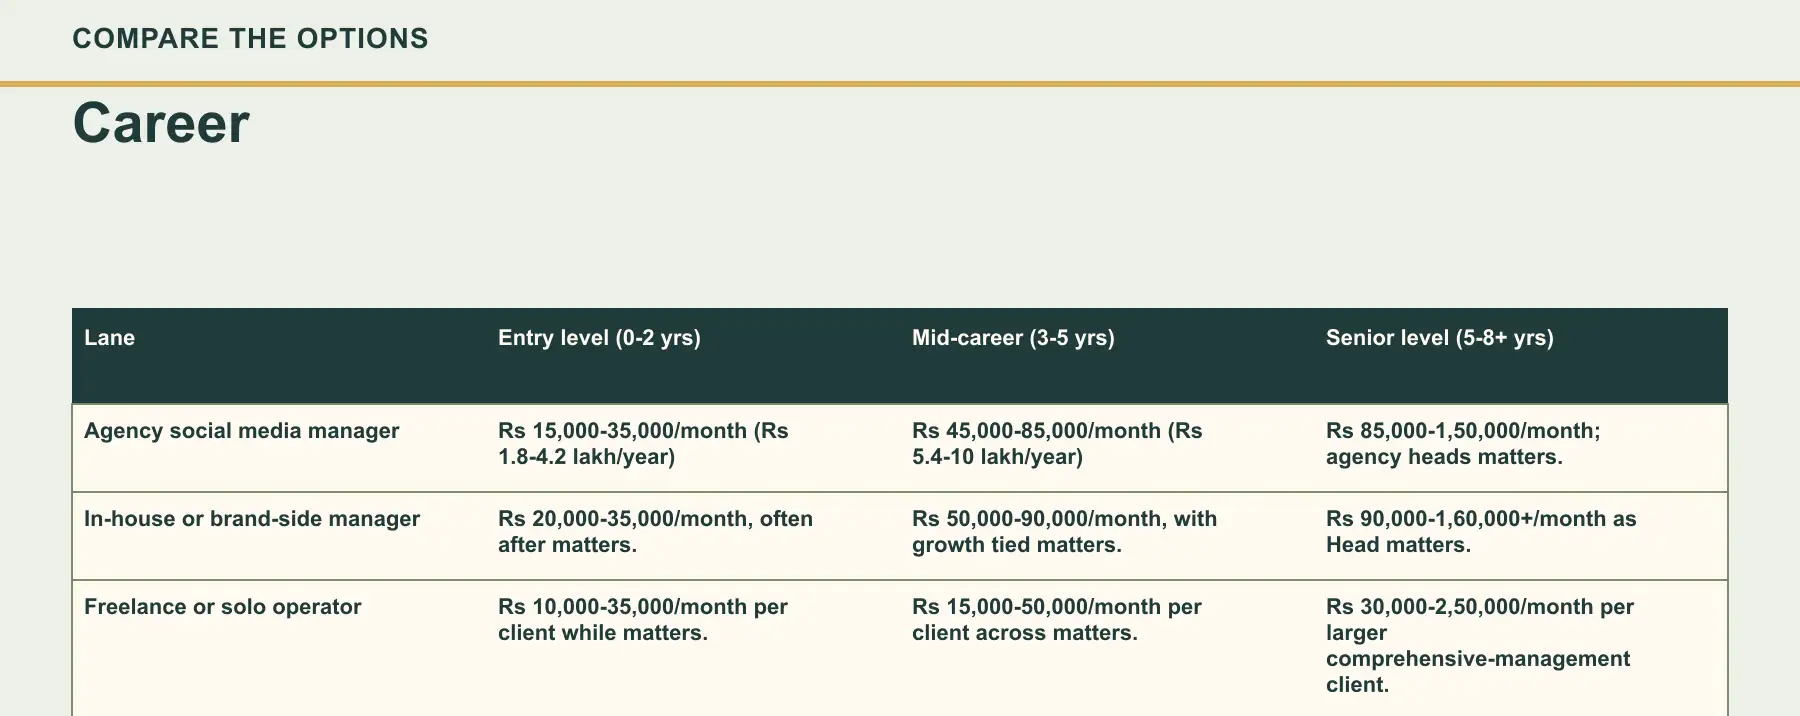 COMPARE THE OPTIONS
Career
Lane
Entry level (0-2 yrs)
Mid-career (3-5 yrs)
Senior level (5-8+ yrs)
Agency social media manager
Rs 15,000-35,000/month (Rs
1.8-4.2 lakh/year)
Rs 45,000-85,000/month (Rs
5.4-10 lakh/year)
Rs 85,000-1,50,000/month;
agency heads matters.
In-house or brand-side manager
Rs 20,000-35,000/month, often
after matters.
Rs 50,000-90,000/month, with
growth tied matters.
Rs 90,000-1,60,000+/month as
Head matters.
Freelance or solo operator
Rs 10,000-35,000/month per
client while matters.
Rs 15,000-50,000/month per
client across matters.
Rs 30,000-2,50,000/month per
larger
comprehensive-management
client.